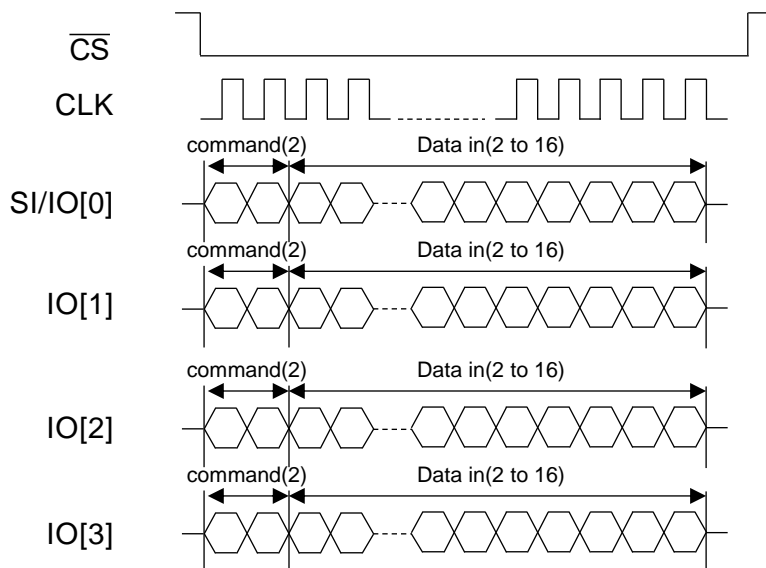 CS
CLK
command(2) Data in(2 to 16)
SI/IO[0]
command(2) Data in(2 to 16)
IO[1]
command(2) Data in(2 to 16)
IO[2]
command(2) Data in(2 to 16)
IO[3]